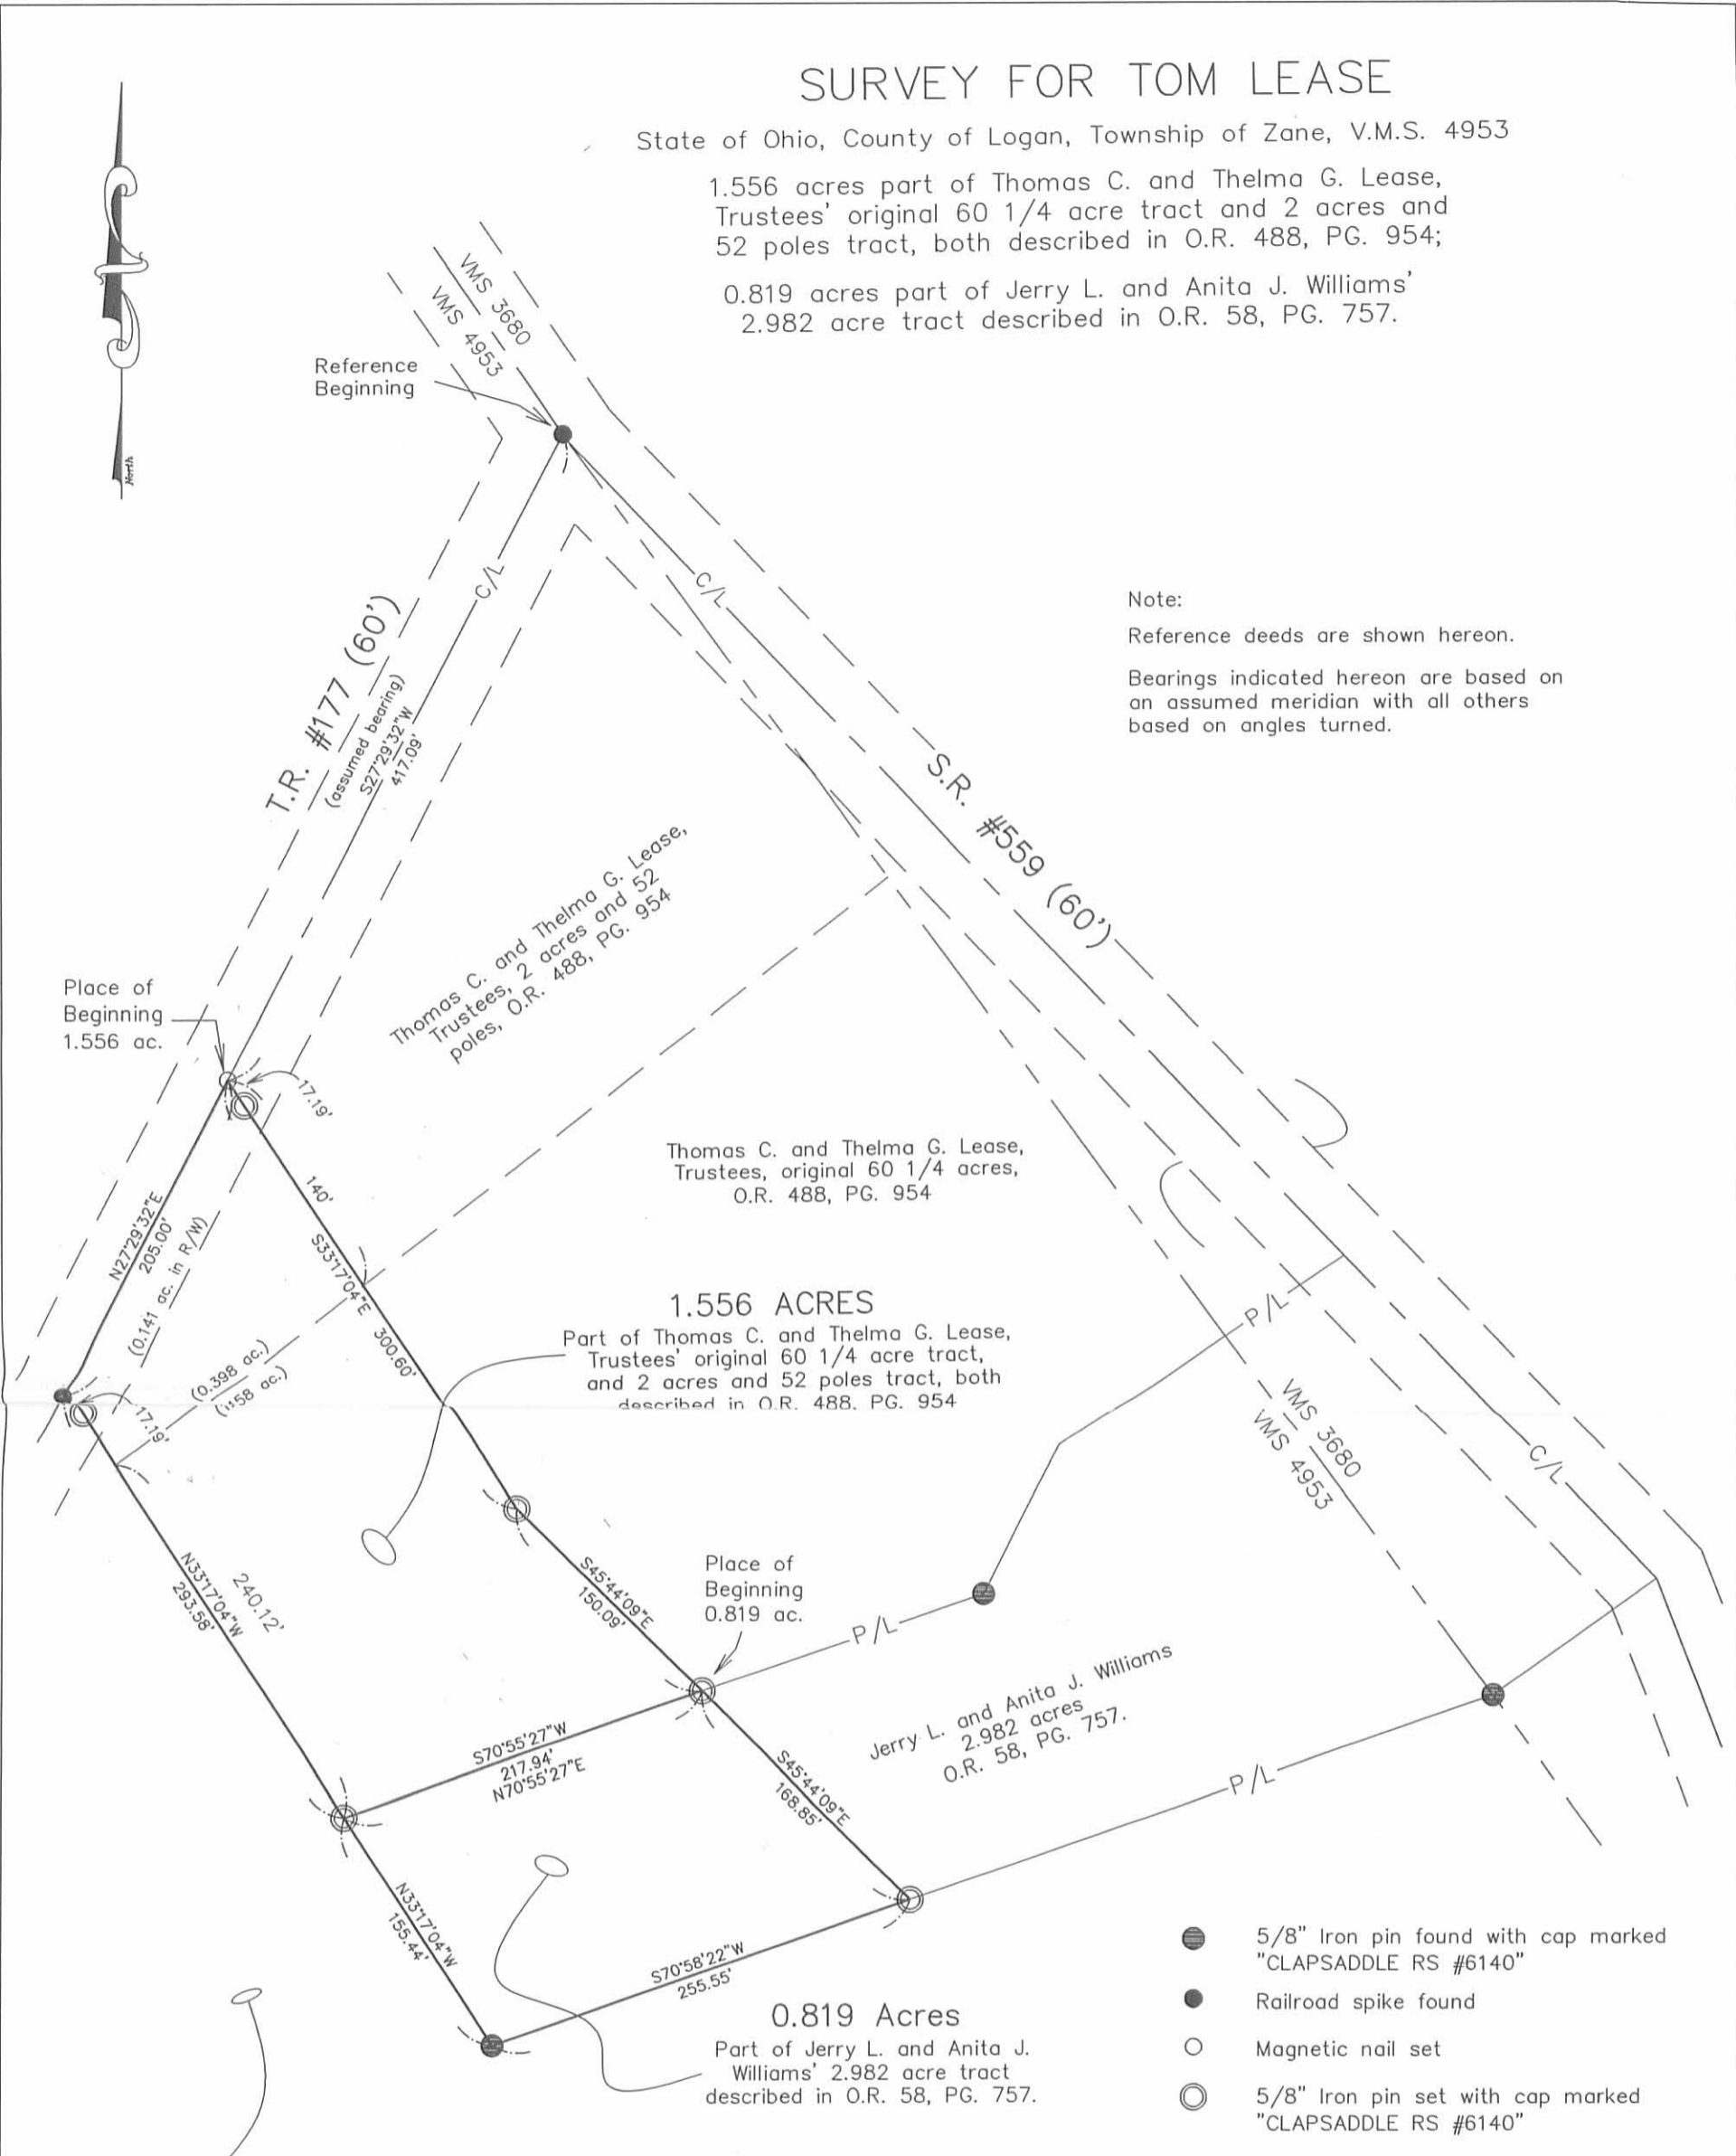 SURVEY FOR TOM LEASE
State of Ohio, County of Logan, Township of Zane, V.M.S. 4953
1.556 acres part of Thomas C. and Thelma G. Lease,
Trustees' original 60 1/4 acre tract and 2 acres and
52 poles tract, both described in O.R. 488, PG. 954;
0.819 acres part of Jerry L. and Anita J. Williams'
2.982 acre tract described in O.R. 58, PG. 757.
North
VMS 3680
VMS 4953
Reference
Beginning
C/L
C/L
T.R. #177 (60')
(assumed bearing)
S27°29'32"W
417.09'
Note:
Reference deeds are shown hereon.
Bearings indicated hereon are based on
an assumed meridian with all others
based on angles turned.
S.R. #559 (60')
Thomas C. and Thelma G. Lease,
Trustees, 2 acres and 52
poles, O.R. 488, PG. 954
Place of
Beginning
1.556 ac.
17.19'
140'
Thomas C. and Thelma G. Lease,
Trustees, original 60 1/4 acres,
O.R. 488, PG. 954
N27°29'32"E
205.00'
(0.141 ac. in R/W)
S33°17'04"E
300.60'
1.556 ACRES
Part of Thomas C. and Thelma G. Lease,
Trustees' original 60 1/4 acre tract,
and 2 acres and 52 poles tract, both
described in O.R. 488, PG. 954
P/L
(0.398 ac.)
17.19'
VMS 3680
VMS 4953
C/L
N33°17'04"W
293.58'
240.12'
S45°44'09"E
150.09'
Place of
Beginning
0.819 ac.
P/L
Jerry L. and Anita J. Williams
2.982 acres
O.R. 58, PG. 757.
S70°55'27"W
217.94'
N70°55'27"E
S45°44'09"E
168.85'
P/L
N33°17'04"W
155.44'
S70°58'22"W
255.55'
0.819 Acres
Part of Jerry L. and Anita J.
Williams' 2.982 acre tract
described in O.R. 58, PG. 757.
5/8" Iron pin found with cap marked
"CLAPSADDLE RS #6140"
Railroad spike found
Magnetic nail set
5/8" Iron pin set with cap marked
"CLAPSADDLE RS #6140"